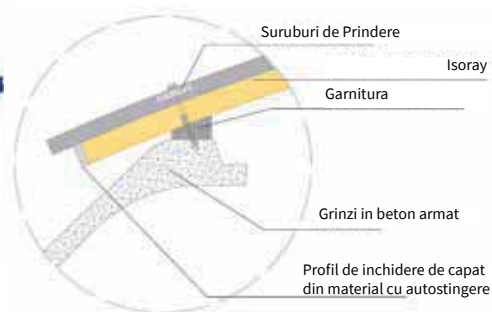 Suruburi de Prindere
Isoray
Garnitura
Grinzi in beton armat
Profil de inchidere de capat
din material cu autostingere